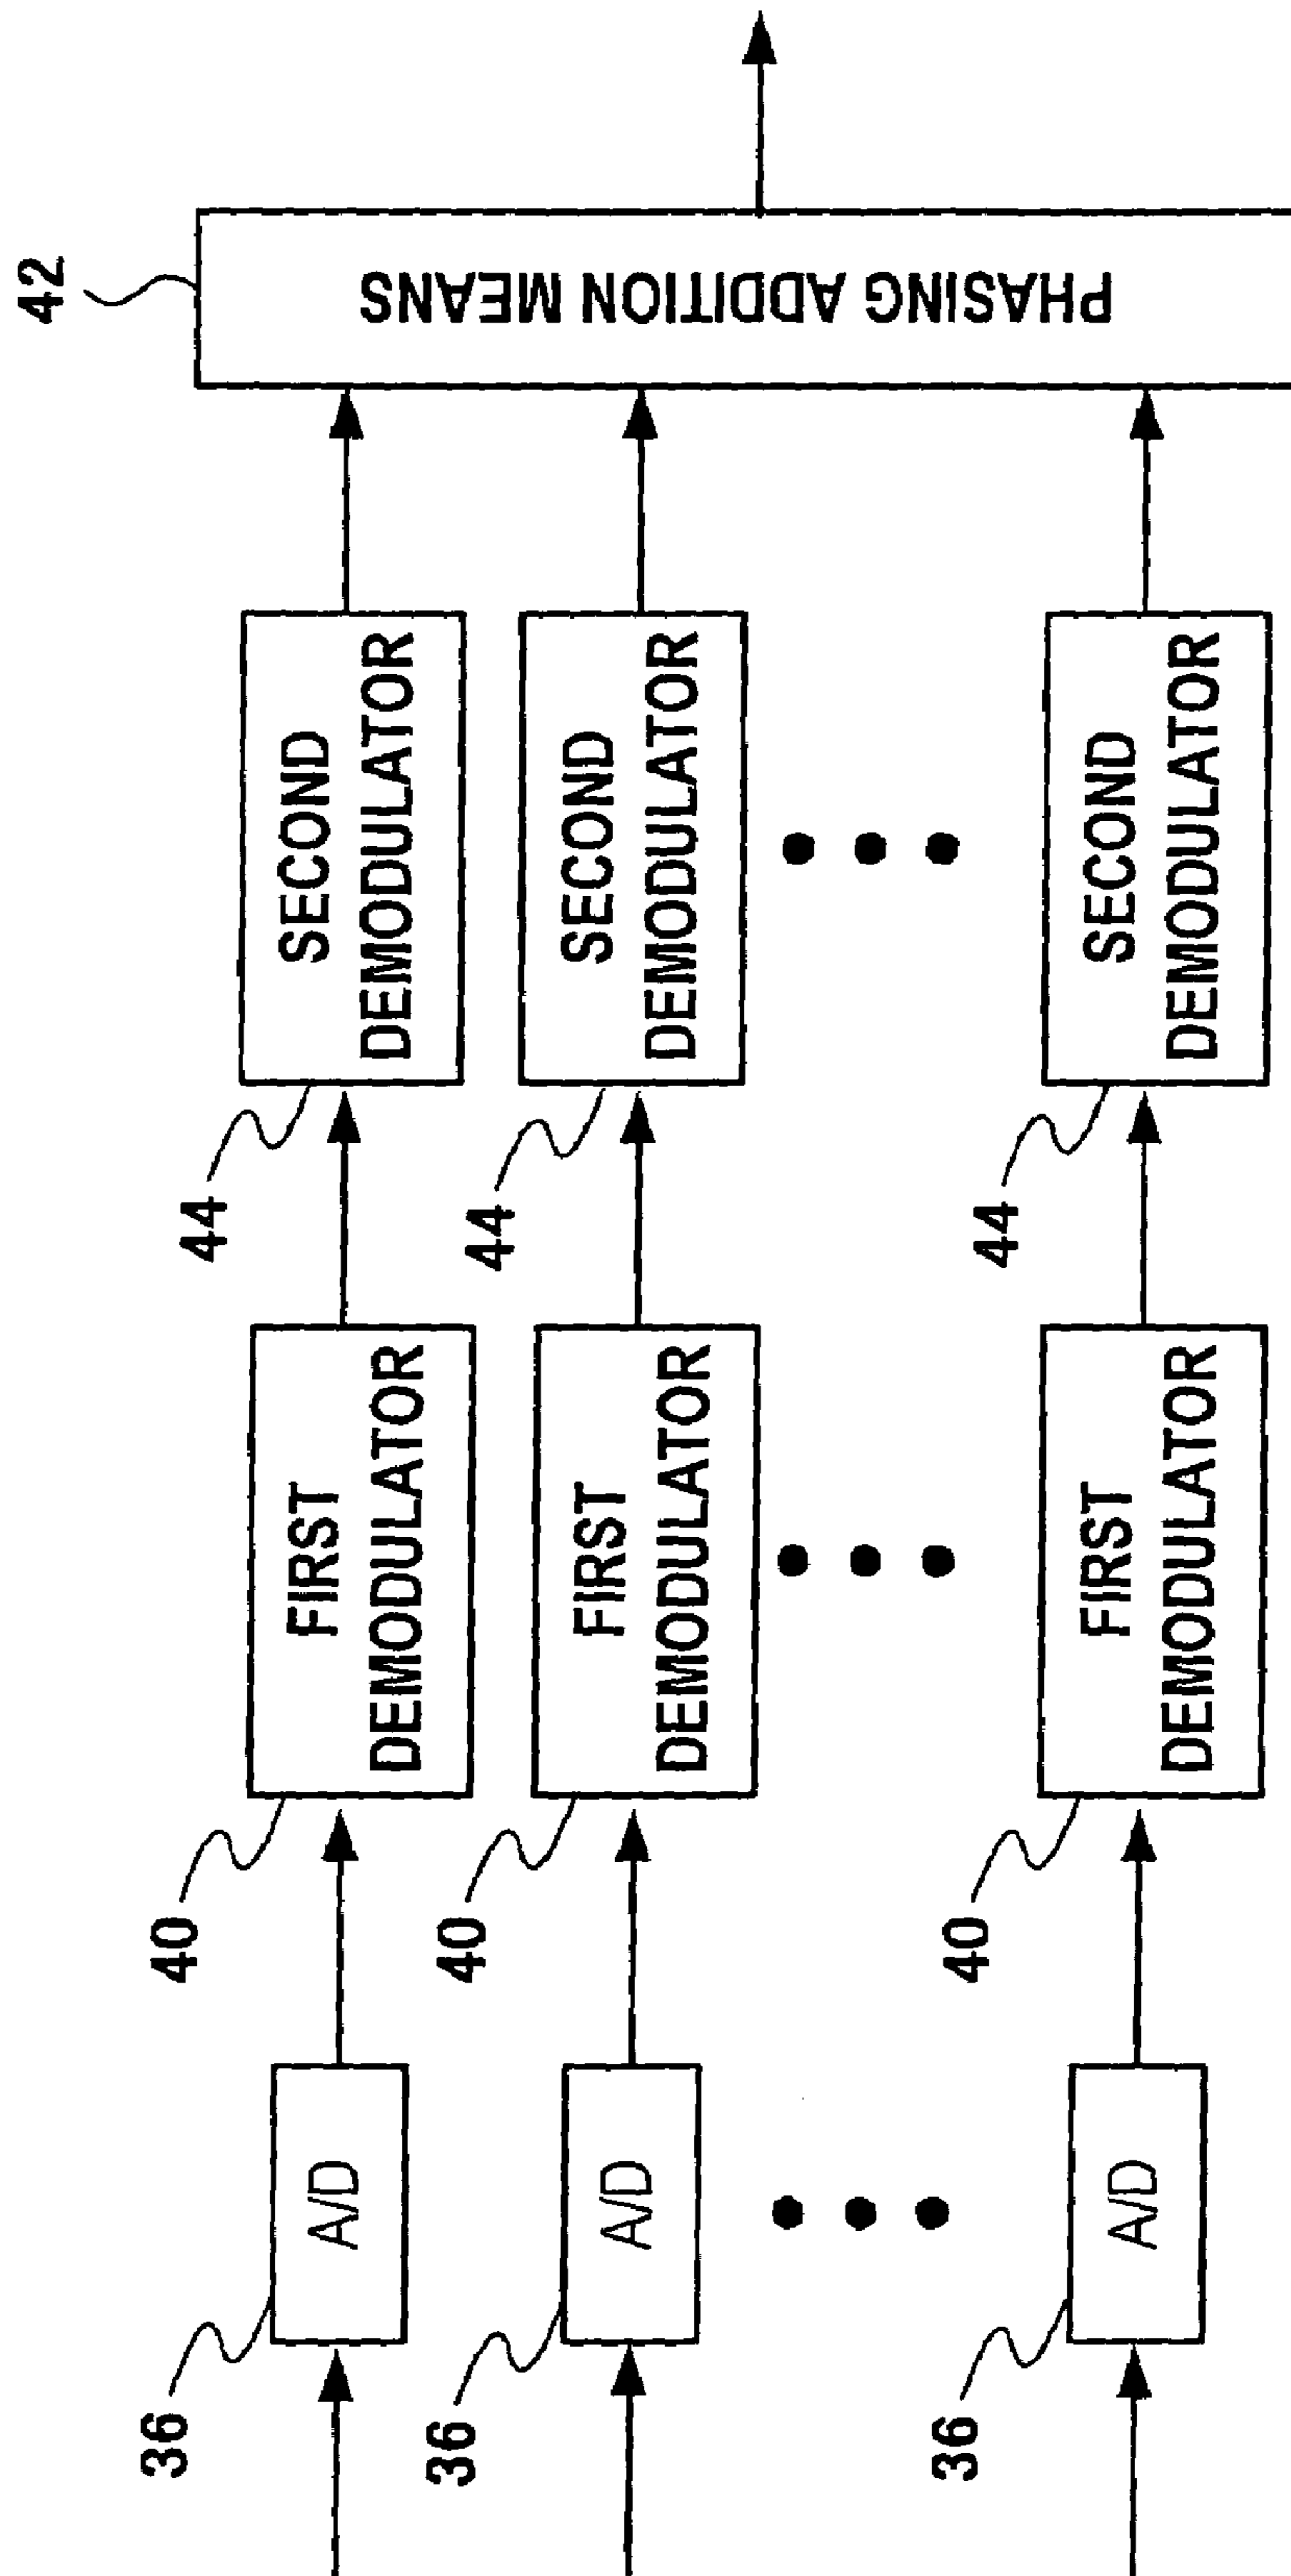 42
36
40
44
A/D
FIRST
DEMODULATOR
SECOND
DEMODULATOR
36
40
44
A/D
FIRST
DEMODULATOR
SECOND
DEMODULATOR
36
40
44
A/D
FIRST
DEMODULATOR
SECOND
DEMODULATOR
PHASING ADDITION MEANS